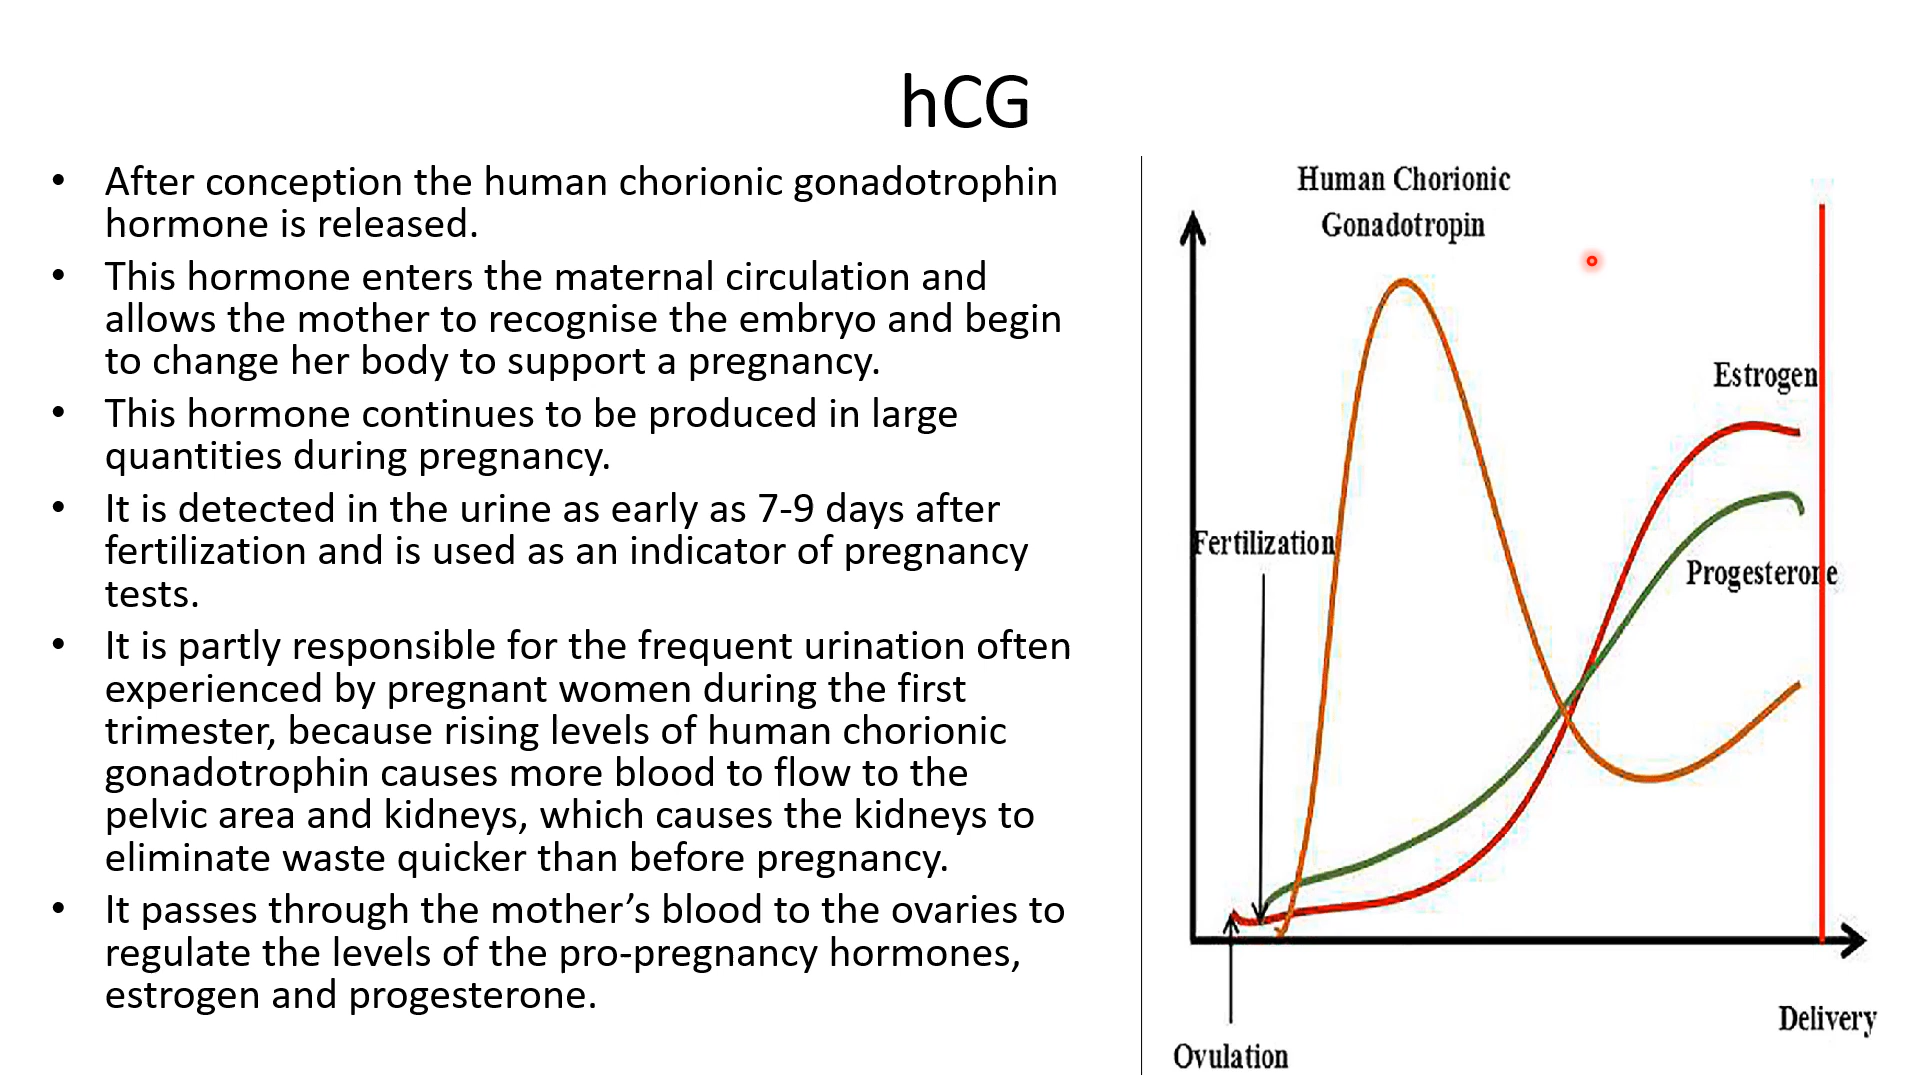 hCG
• After conception the human chorionic gonadotrophin
hormone is released.
• This hormone enters the maternal circulation and
allows the mother to recognise the embryo and begin
to change her body to support a pregnancy.
• This hormone continues to be produced in large
quantities during pregnancy.
• It is detected in the urine as early as 7-9 days after
fertilization and is used as an indicator of pregnancy
tests.
• It is partly responsible for the frequent urination often
experienced by pregnant women during the first
trimester, because rising levels of human chorionic
gonadotrophin causes more blood to flow to the
pelvic area and kidneys, which causes the kidneys to
eliminate waste quicker than before pregnancy.
• It passes through the mother’s blood to the ovaries to
regulate the levels of the pro-pregnancy hormones,
estrogen and progesterone.
Human Chorionic
Gonadotropin
Estrogen
Fertilization
Progesterone
Delivery
Ovulation